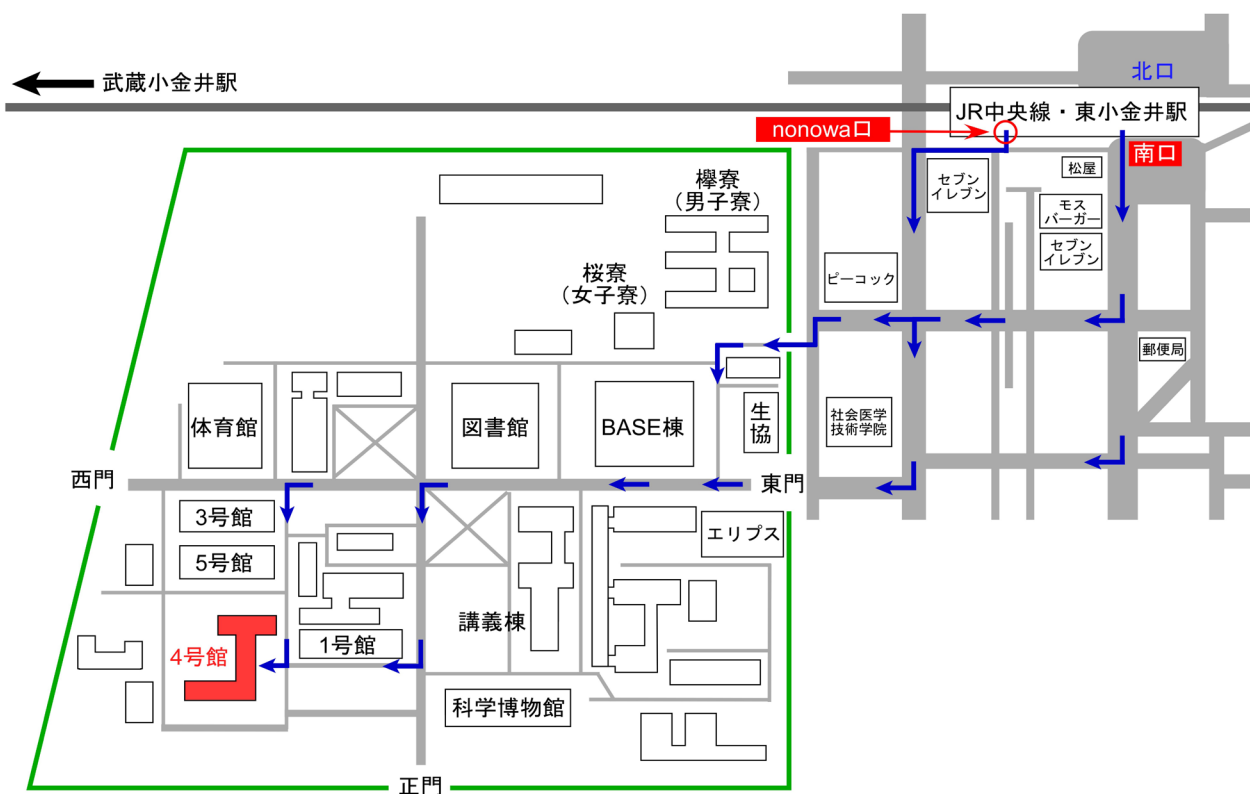 武蔵小金井駅
北口
JR中央線・東小金井駅
nonowa口
南口
松屋
セブン
イレブン
モス
バーガー
セブン
イレブン
欅寮
(男子寮)
桜寮
(女子寮)
ピーコック
郵便局
体育館
図書館
BASE棟
生
協
社会医学
技術学院
西門
東門
3号館
エリプス
5号館
講義棟
1号館
4号館
科学博物館
正門